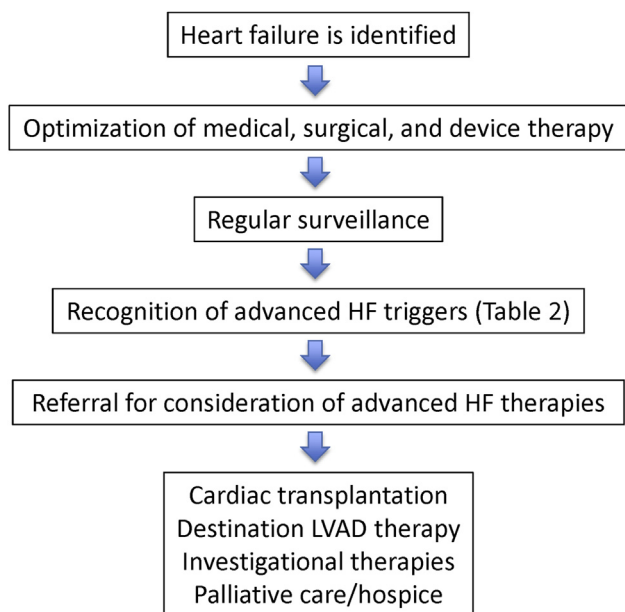 Heart failure is identified
Optimization of medical, surgical, and device therapy
Regular surveillance
Recognition of advanced HF triggers (Table 2)
Referral for consideration of advanced HF therapies
Cardiac transplantation
Destination LVAD therapy
Investigational therapies
Palliative care/hospice